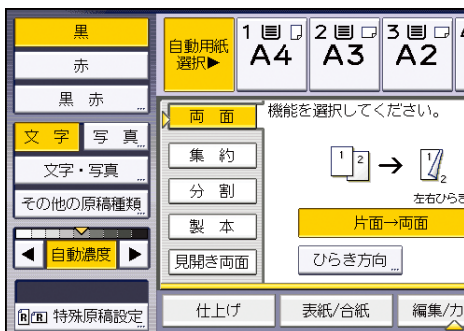 黒
赤
黒 赤
文 字
写 真
文字・写真
その他の原稿種類
自動濃度
特殊原稿設定
自動用紙
選択▶
1
A4
2
A3
3
A2
両 面
集 約
分 割
製 本
見開き両面
機能を選択してください。
1 2 → 1 2
左右ひらき
片面→両面
ひらき方向
仕上げ
表紙/合紙
編集/カ